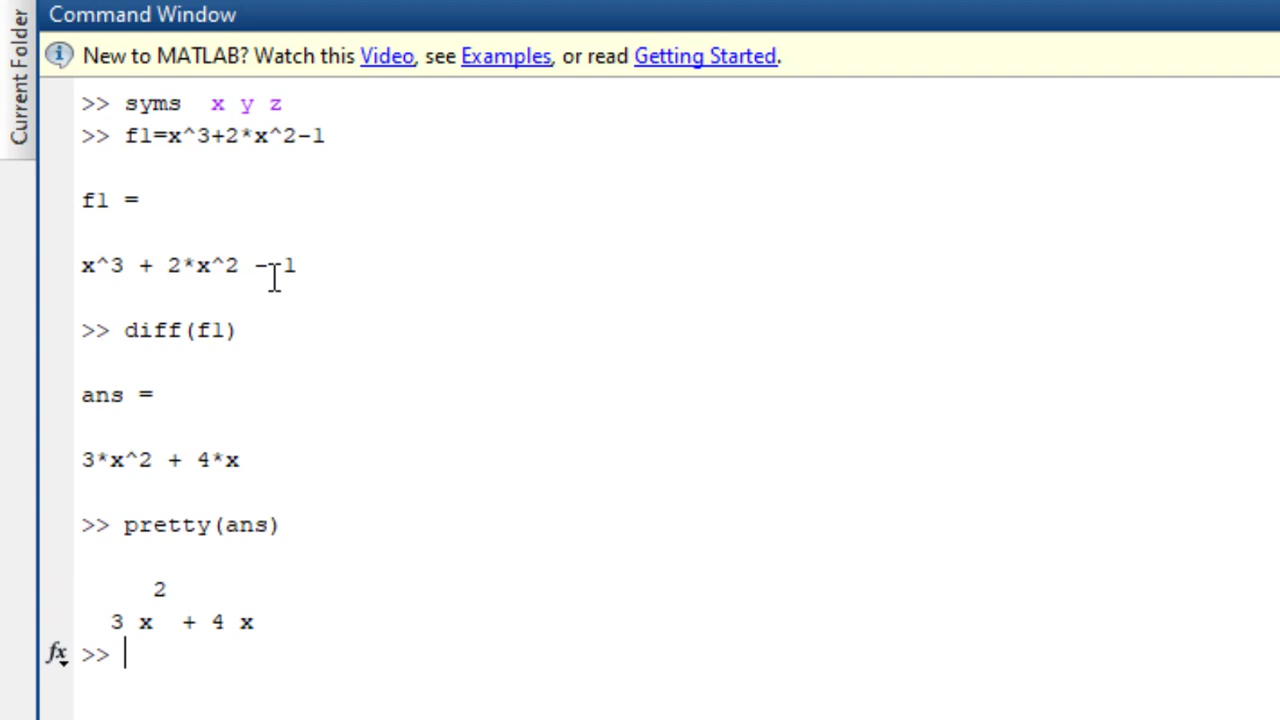 Command Window
Current Folder
New to MATLAB? Watch this Video, see Examples, or read Getting Started.
>> syms  x y z
>> f1=x^3+2*x^2-1
f1 =
x^3 + 2*x^2 - 1
>> diff(f1)
ans =
3*x^2 + 4*x
>> pretty(ans)
     2
  3 x  + 4 x
fx >>